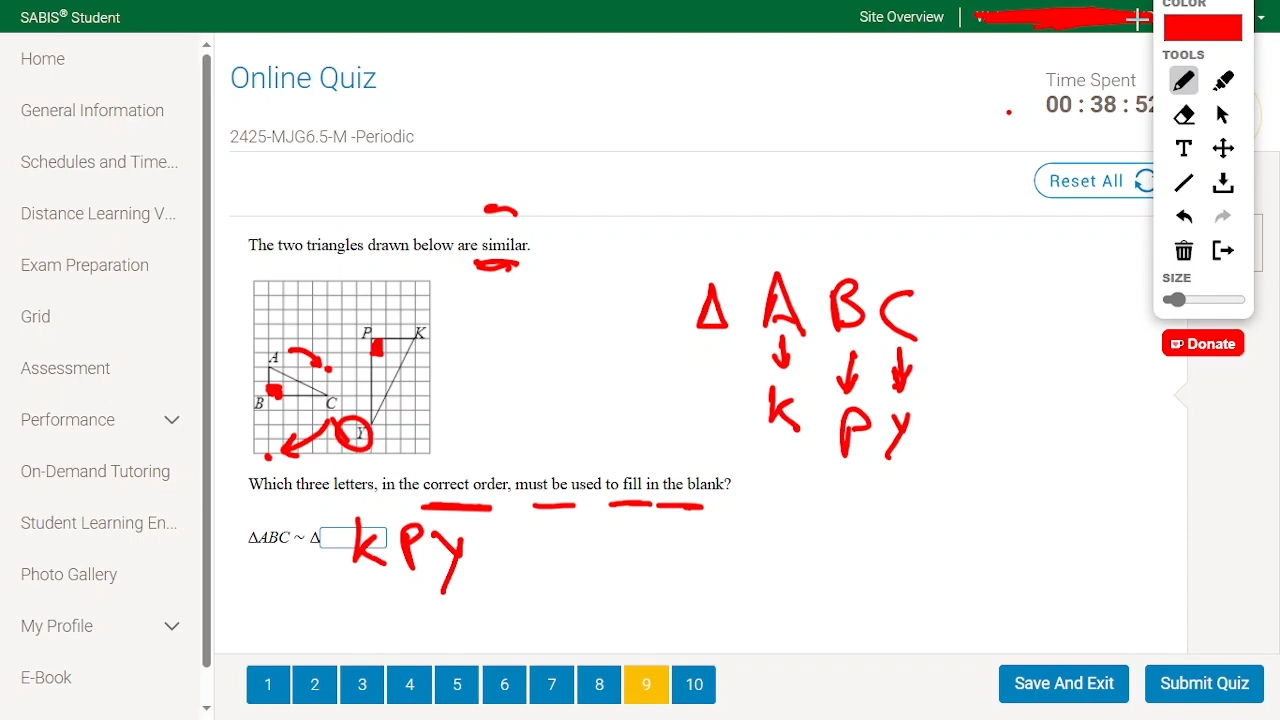 SABIS® Student
Site Overview
COLOR
TOOLS
SIZE
Donate
Home
General Information
Schedules and Time...
Distance Learning V...
Exam Preparation
Grid
Assessment
Performance
On-Demand Tutoring
Student Learning En...
Photo Gallery
My Profile
E-Book
Online Quiz
Time Spent
00 : 38 : 52
2425-MJG6.5-M -Periodic
Reset All
The two triangles drawn below are similar.
P K
A
B C
Y
Δ A B C
K P Y
Which three letters, in the correct order, must be used to fill in the blank?
ΔABC ~ Δ
K P Y
1 2 3 4 5 6 7 8 9 10
Save And Exit
Submit Quiz